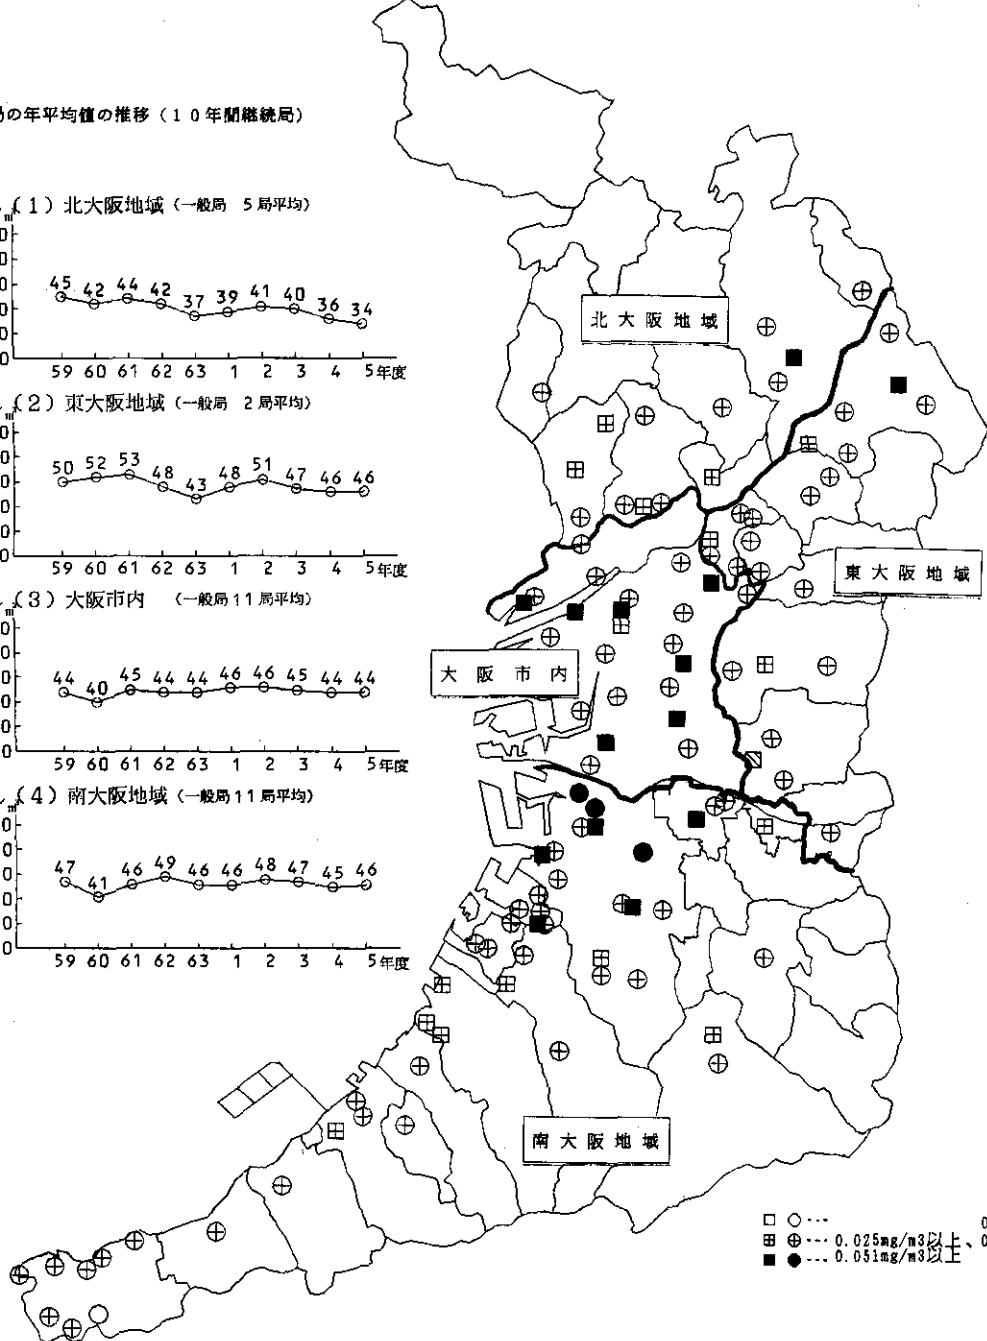 の年平均値の推移（10年間継続局）
（1）北大阪地域（一般局 5局平均）
45 42 44 42 37 39 41 40 36 34
59 60 61 62 63 1 2 3 4 5年度
（2）東大阪地域（一般局 2局平均）
50 52 53 48 43 48 51 47 46 46
59 60 61 62 63 1 2 3 4 5年度
（3）大阪市内 （一般局11局平均）
44 40 45 44 44 46 46 45 44 44
59 60 61 62 63 1 2 3 4 5年度
（4）南大阪地域（一般局11局平均）
47 41 46 49 46 46 48 47 45 46
59 60 61 62 63 1 2 3 4 5年度
北大阪地域
東大阪地域
大阪市内
南大阪地域
□ ○ … 0
⊞ ⊕ … 0.025mg/m3以上、0
■ ● … 0.051mg/m3以上